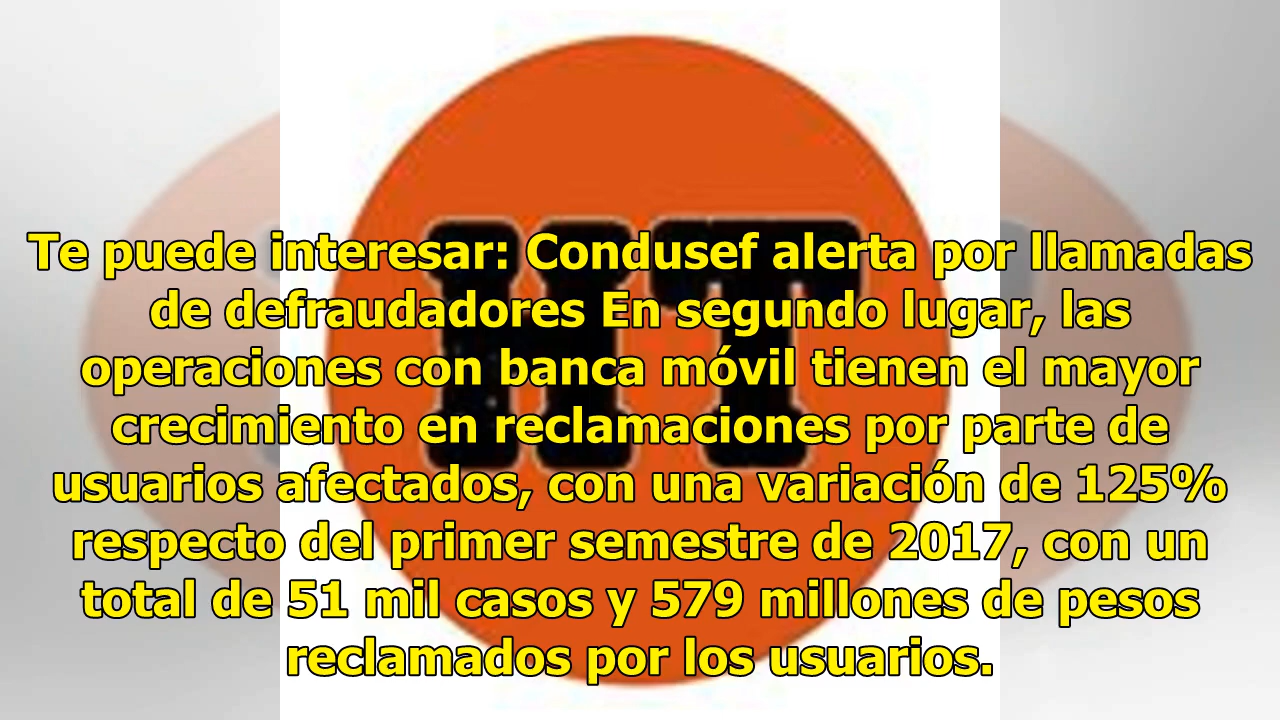 Te puede interesar: Condusef alerta por llamadas
de defraudadores En segundo lugar, las
operaciones con banca móvil tienen el mayor
crecimiento en reclamaciones por parte de
usuarios afectados, con una variación de 125%
respecto del primer semestre de 2017, con un
total de 51 mil casos y 579 millones de pesos
reclamados por los usuarios.